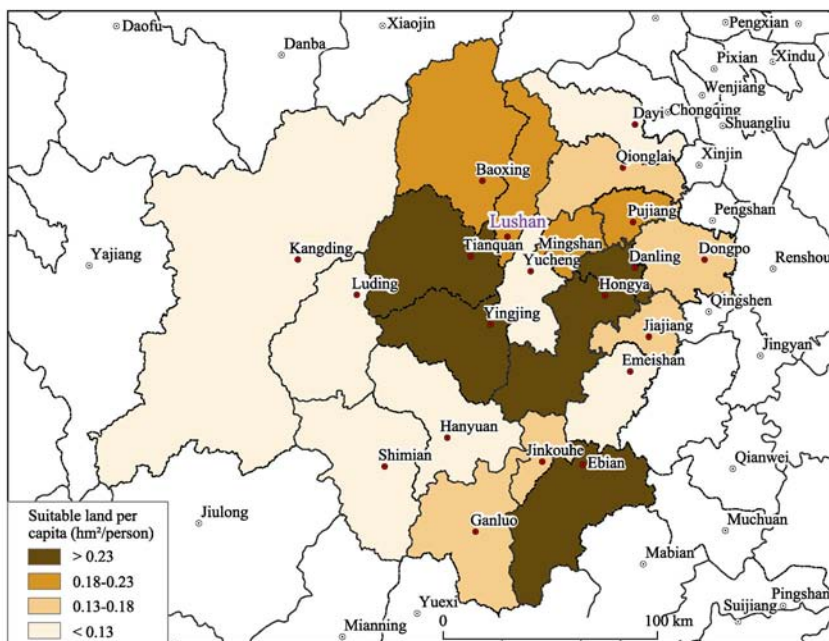 Daofu
Xiaojin
Pengxian
Danba
Pixian
Xindu
Wenjiang
Dayi
Chongqing
Shuangliu
Qionglai
Xinjin
Baoxing
Lushan
Pujiang
Pengshan
Yajiang
Kangding
Tianquan
Mingshan
Yucheng
Danling
Dongpo
Renshou
Luding
Hongya
Qingshen
Yingjing
Jiajiang
Jingyan
Emeishan
Hanyuan
Shimian
Jinkouhe
Ebian
Qianwei
Jiulong
Ganluo
Muchuan
Mabian
Yuexi
Mianning
Suijiang
Pingshan
Suitable land per
capita (hm²/person)
> 0.23
0.18-0.23
0.13-0.18
< 0.13
0
100 km